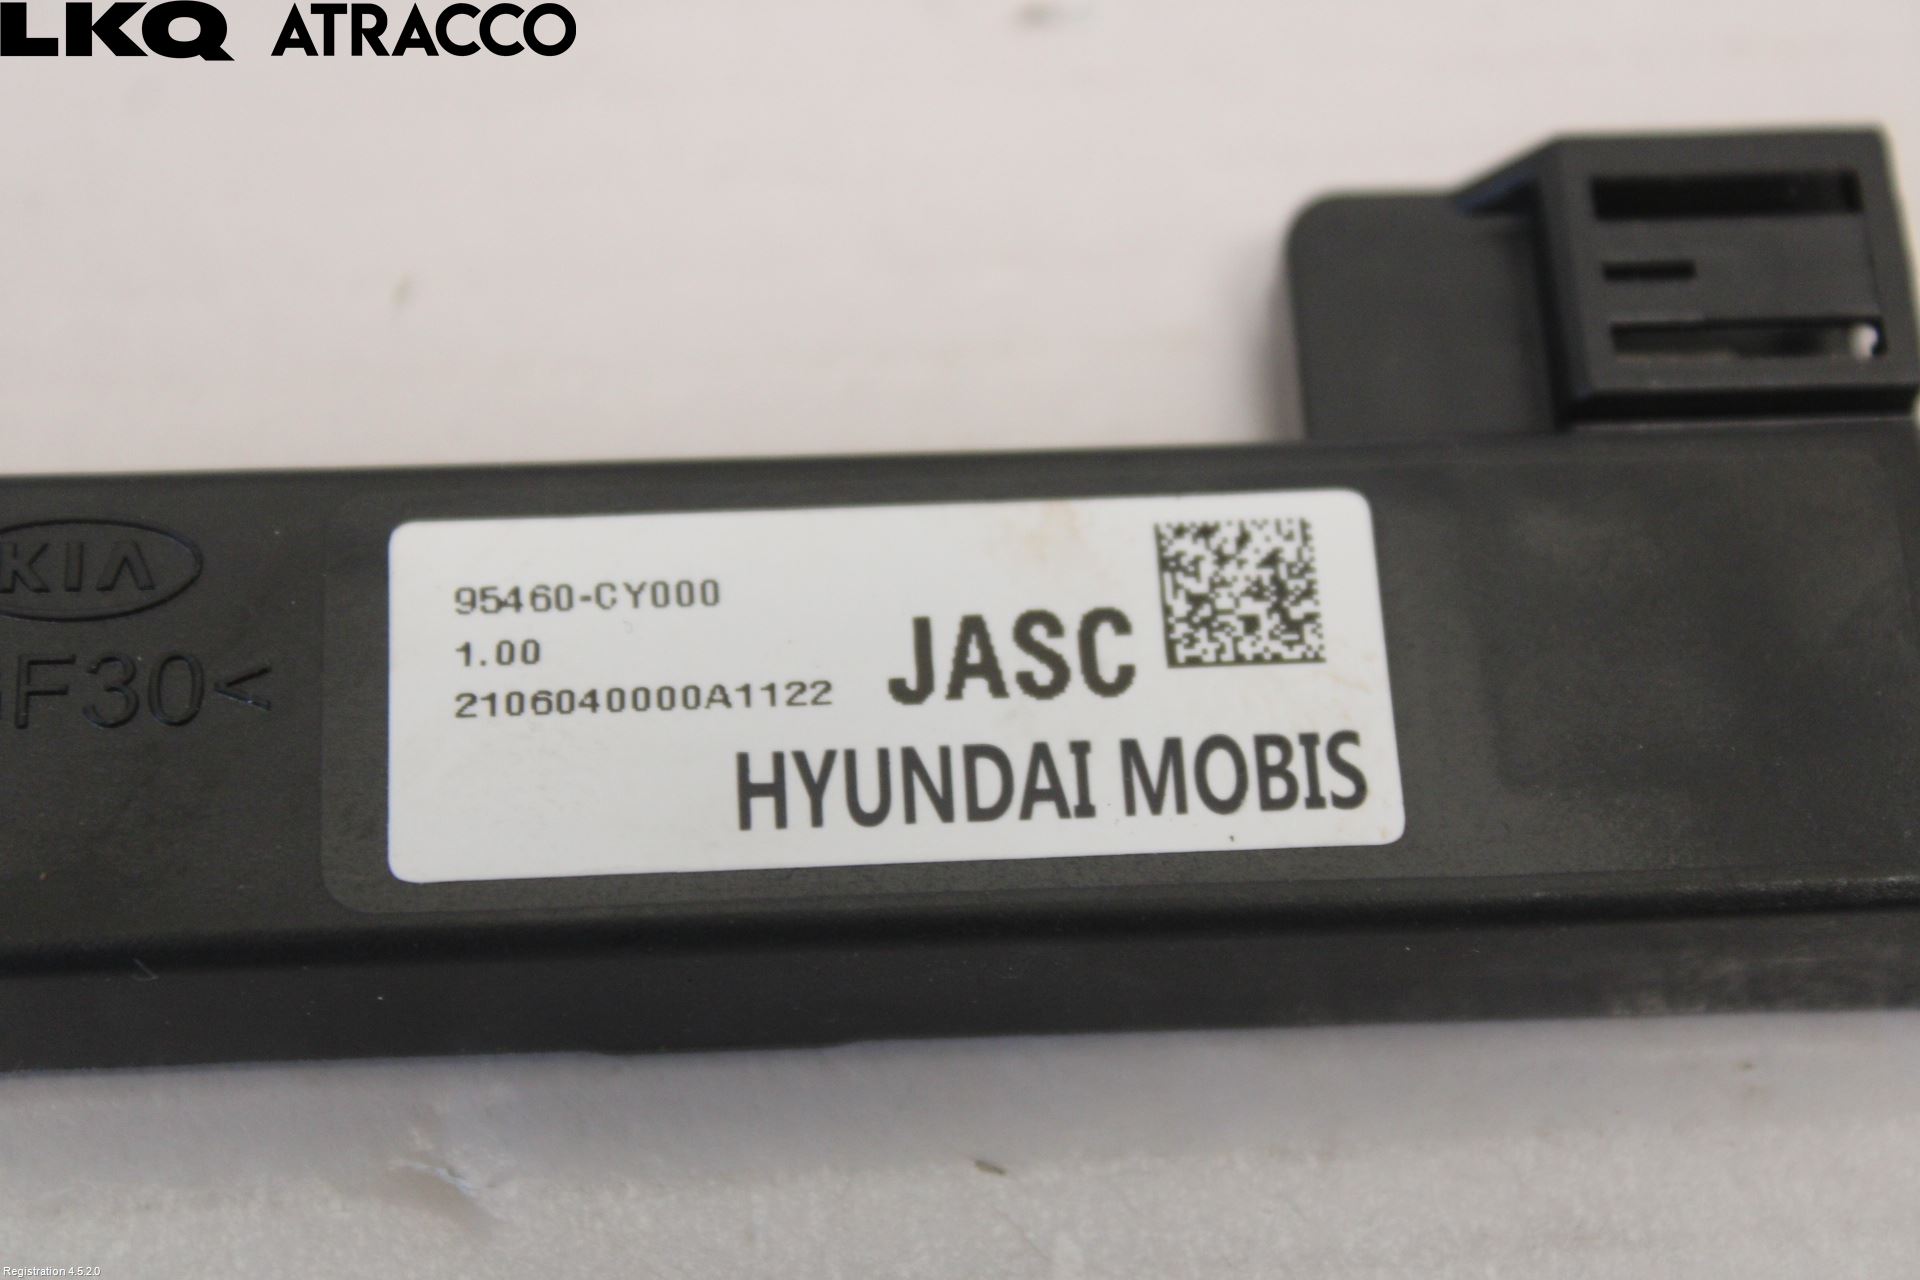 LKQ ATRACCO
KIA
F30<
95460-CY000
1.00
2106040000A1122
JASC
HYUNDAI MOBIS
Registration 4.5.2.0